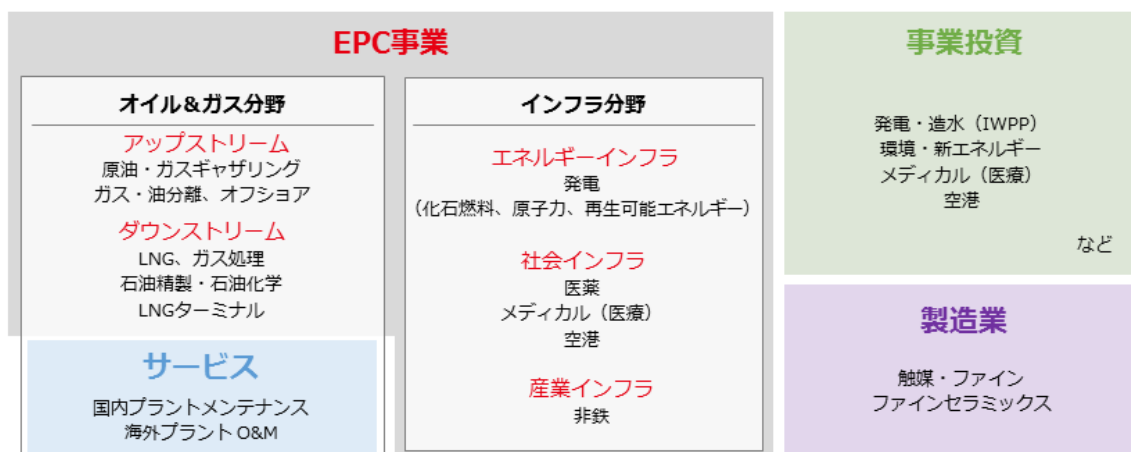 EPC事業
オイル&ガス分野
アップストリーム
原油・ガスギャザリング
ガス・油分離、オフショア
ダウンストリーム
LNG、ガス処理
石油精製・石油化学
LNGターミナル
サービス
国内プラントメンテナンス
海外プラント O&M
インフラ分野
エネルギーインフラ
発電
(化石燃料、原子力、再生可能エネルギー)
社会インフラ
医薬
メディカル(医療)
空港
産業インフラ
非鉄
事業投資
発電・造水(IWPP)
環境・新エネルギー
メディカル(医療)
空港
など
製造業
触媒・ファイン
ファインセラミックス